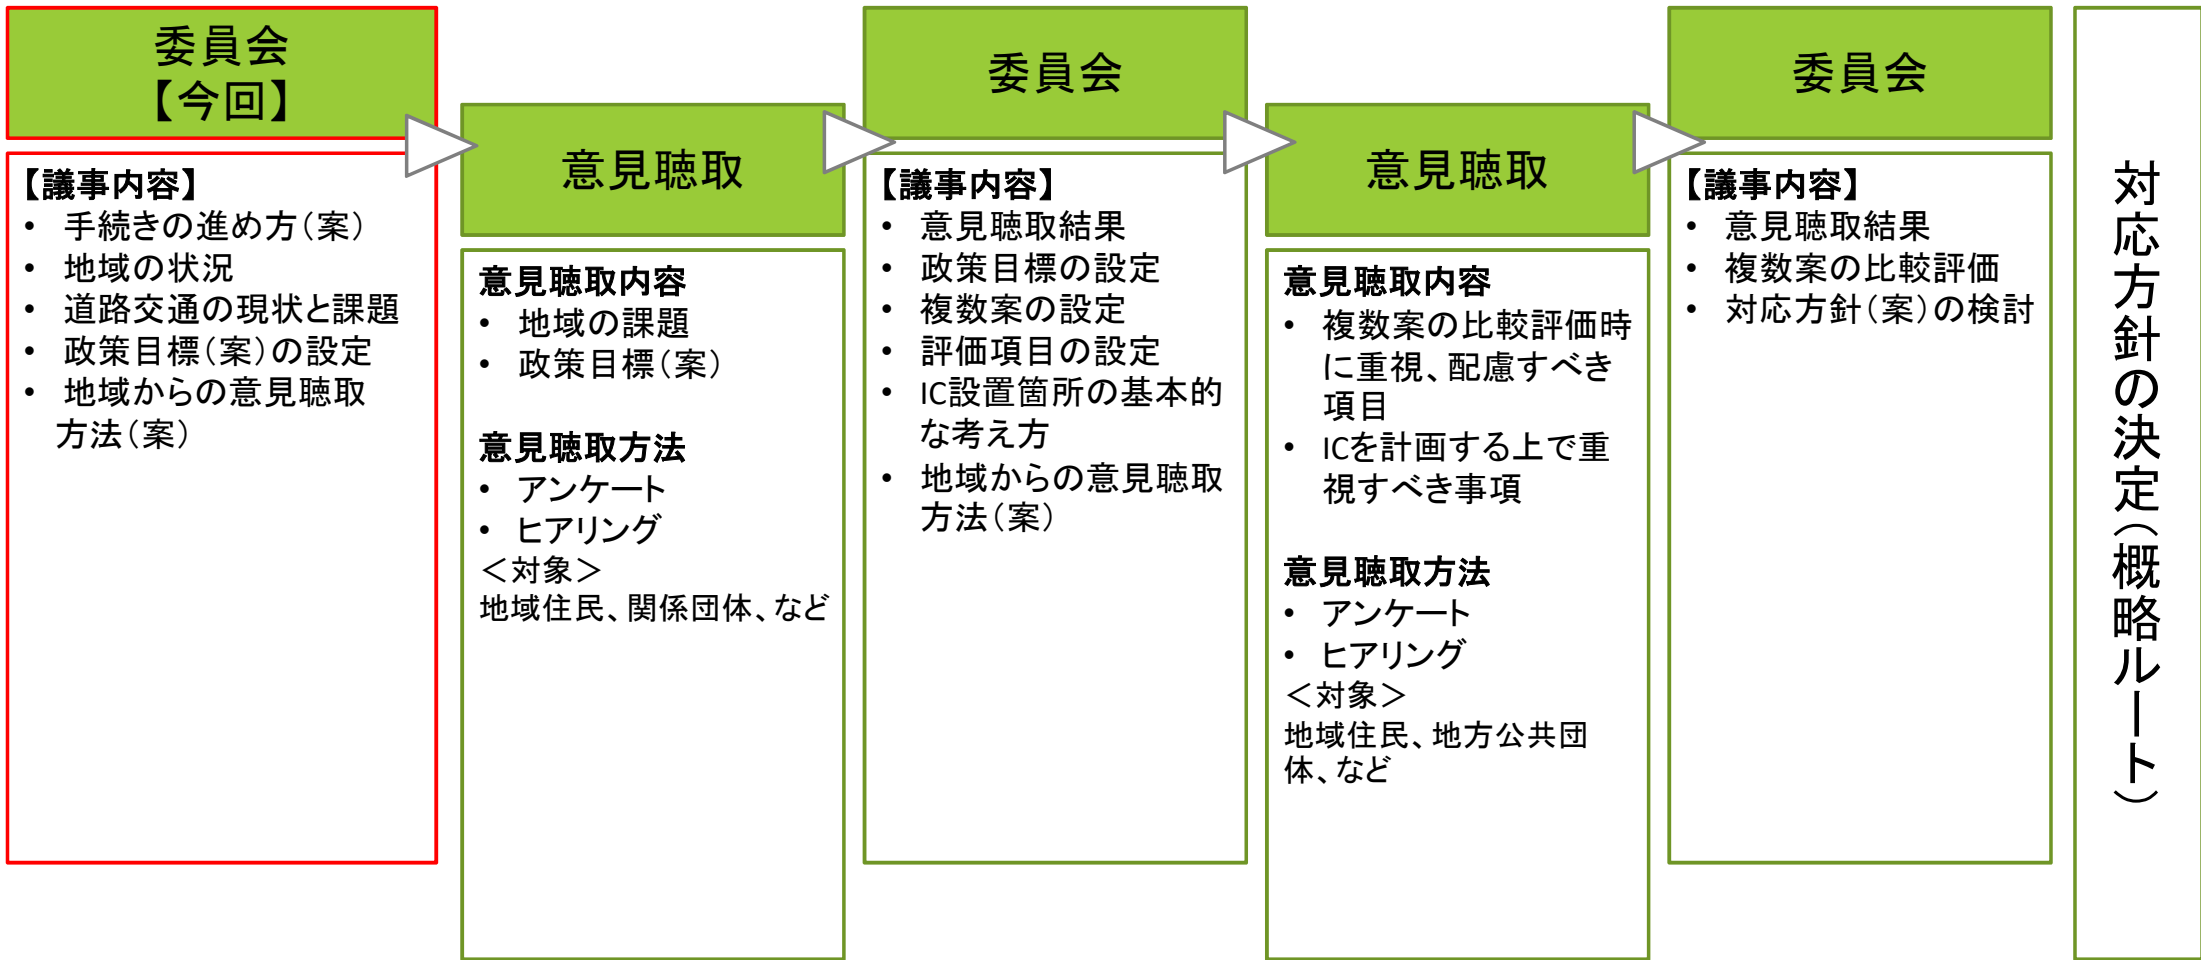 委員会
【今回】
【議事内容】
• 手続きの進め方（案）
• 地域の状況
• 道路交通の現状と課題
• 政策目標（案）の設定
• 地域からの意見聴取
方法（案）
意見聴取
意見聴取内容
• 地域の課題
• 政策目標（案）
意見聴取方法
• アンケート
• ヒアリング
＜対象＞
地域住民、関係団体、など
委員会
【議事内容】
• 意見聴取結果
• 政策目標の設定
• 複数案の設定
• 評価項目の設定
• IC設置箇所の基本的
な考え方
• 地域からの意見聴取
方法（案）
意見聴取
意見聴取内容
• 複数案の比較評価時
に重視、配慮すべき
項目
• ICを計画する上で重
視すべき事項
意見聴取方法
• アンケート
• ヒアリング
＜対象＞
地域住民、地方公共団
体、など
委員会
【議事内容】
• 意見聴取結果
• 複数案の比較評価
• 対応方針（案）の検討
対応方針の決定（概略ルート）